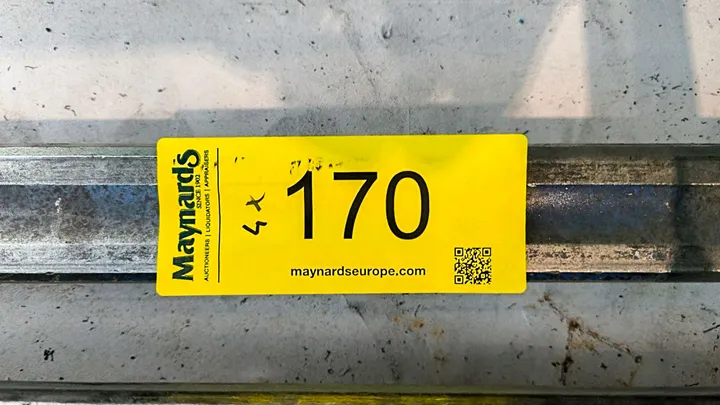 Maynards
SINCE 1902
AUCTIONEERS | LIQUIDATORS | APPRAISERS
4x
170
maynardseurope.com